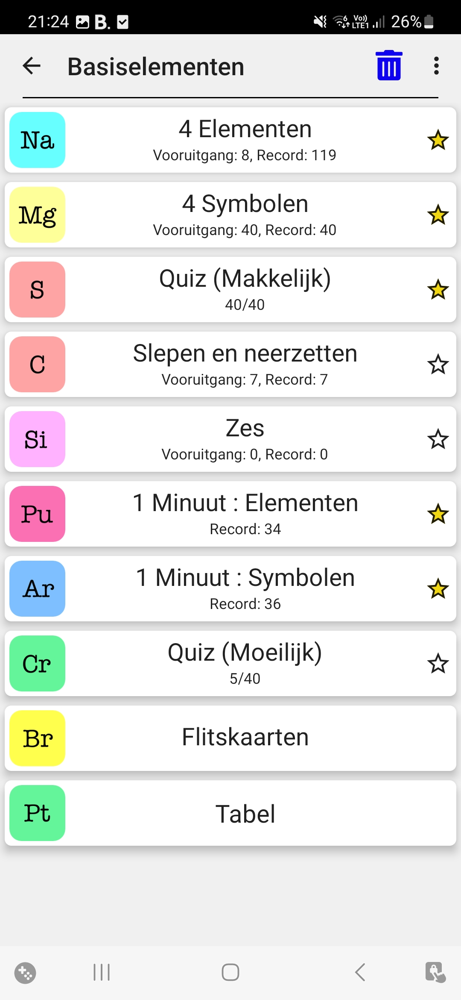 21:24 B. 6 Vo)) LTE1 26%
Basiselementen
Na
4 Elementen
Vooruitgang: 8, Record: 119
Mg
4 Symbolen
Vooruitgang: 40, Record: 40
S
Quiz (Makkelijk)
40/40
C
Slepen en neerzetten
Vooruitgang: 7, Record: 7
Si
Zes
Vooruitgang: 0, Record: 0
Pu
1 Minuut : Elementen
Record: 34
Ar
1 Minuut : Symbolen
Record: 36
Cr
Quiz (Moeilijk)
5/40
Br
Flitskaarten
Pt
Tabel